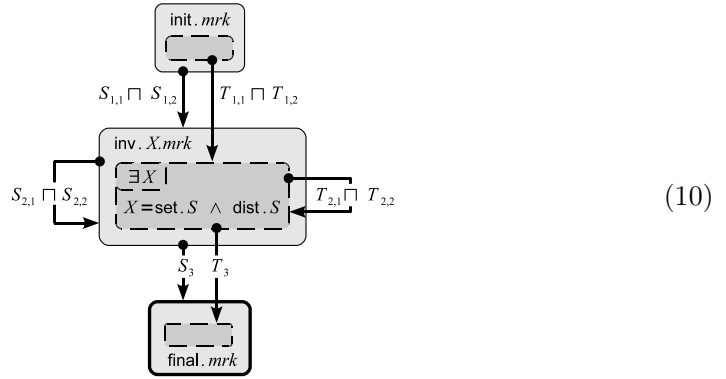 init.mrk
S1,1 ⊓ S1,2 T1,1 ⊓ T1,2
inv.X.mrk
∃X
S2,1 ⊓ S2,2 T2,1 ⊓ T2,2 (10)
X=set.S ∧ dist.S
S3 T3
final.mrk